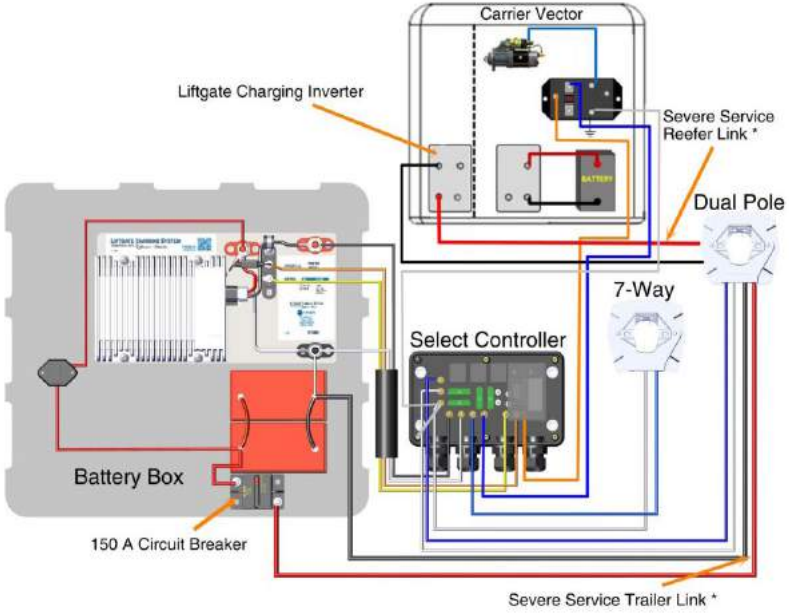 Carrier Vector
Liftgate Charging Inverter
Severe Service
Reefer Link *
BATTERY
Dual Pole
LIFTGATE CHARGING SYSTEM
7-Way
Select Controller
Battery Box
150 A Circuit Breaker
Severe Service Trailer Link *